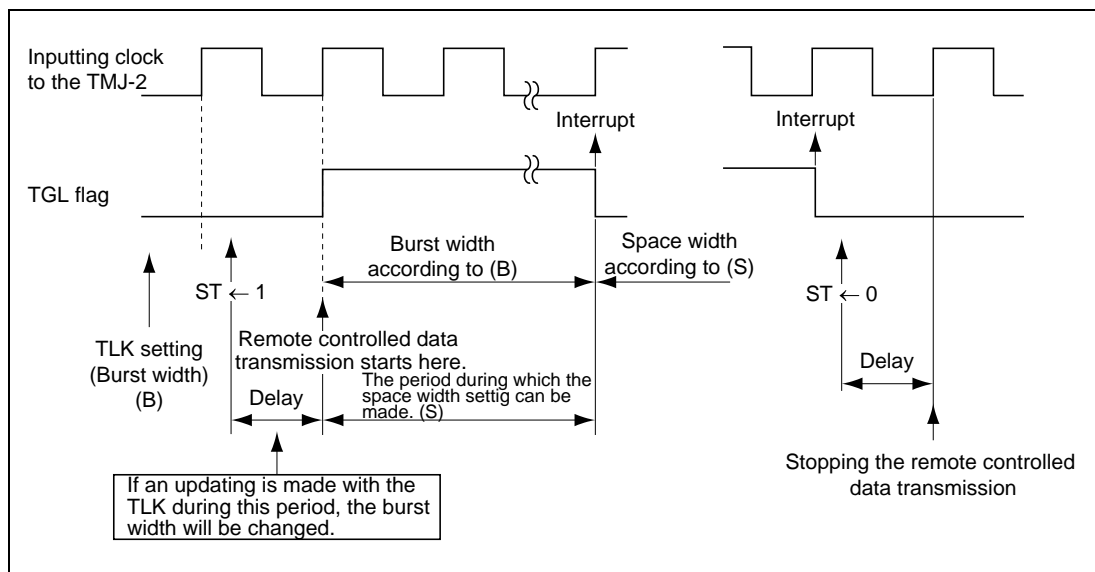 Inputting clock
to the TMJ-2
Interrupt
Interrupt
TGL flag
Burst width
according to (B)
Space width
according to (S)
ST ← 1
ST ← 0
TLK setting
(Burst width)
(B)
Remote controlled data
transmission starts here.
Delay
The period during which the
space width settig can be
made. (S)
Delay
If an updating is made with the
TLK during this period, the burst
width will be changed.
Stopping the remote controlled
data transmission